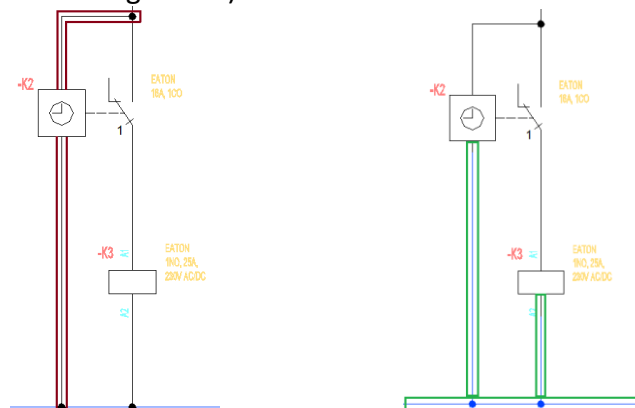 EATON
16A, 1CO
-K2
1
-K3
A1
EATON
1NO, 25A,
230V AC/DC
A2
EATON
16A, 1CO
-K2
1
-K3
A1
EATON
1NO, 25A,
230V AC/DC
A2